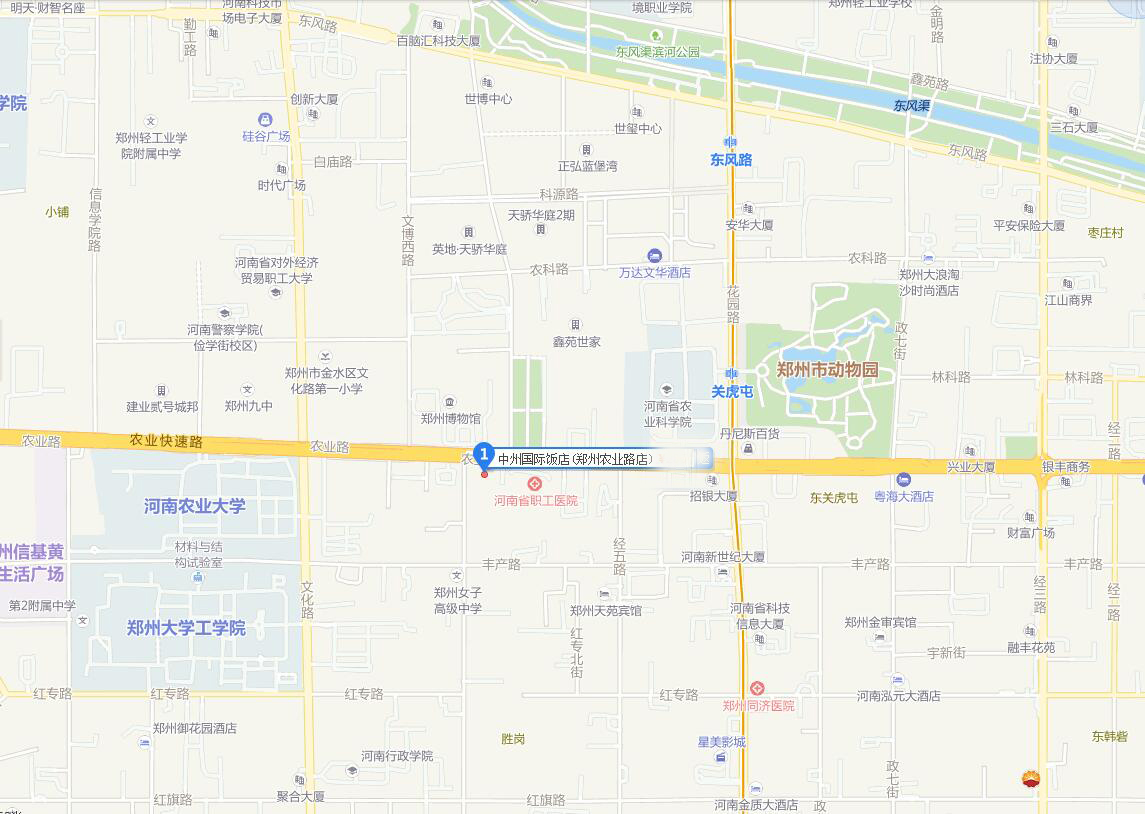 明天·财智名座
河南科技市
场电子大厦
东风路
勤工路
百脑汇科技大厦
境职业学院
东风渠滨河公园
郑州轻工业学校
金明路
注协大厦
鑫苑路
东风渠
三石大厦
学院
创新大厦
世博中心
硅谷广场
郑州轻工业学
院附属中学
世玺中心
东风路
东风路
白庙路
正弘蓝堡湾
时代广场
信息学院路
小铺
科源路
天骄华庭2期
文博西路
安华大厦
平安保险大厦
枣庄村
英地·天骄华庭
河南省对外经济
贸易职工大学
农科路
万达文华酒店
农科路
郑州大浪淘
沙时尚酒店
花园路
江山商界
河南警察学院(
俭学街校区)
鑫苑世家
政七街
郑州市金水区文
化路第一小学
郑州市动物园
林科路
林科路
关虎屯
建业贰号城邦
郑州九中
郑州博物馆
河南省农
业科学院
丹尼斯百货
经二路
农业路
农业快速路
农业路
农
1
中州国际饭店(郑州农业路店)
兴业大厦
银丰商务
河南农业大学
河南省职工医院
招银大厦
东关虎屯
粤海大酒店
财富广场
州信基黄
生活广场
材料与结
构试验室
经五路
丰产路
河南新世纪大厦
丰产路
丰产路
文化路
经三路
经二路
第2附属中学
郑州女子
高级中学
郑州天苑宾馆
河南省科技
信息大厦
郑州金审宾馆
郑州大学工学院
红专北街
宇新街
融丰花苑
红专路
红专路
红专路
红专路
河南泓元大酒店
郑州同济医院
郑州御花园酒店
胜岗
星美影城
东韩砦
河南行政学院
政七街
红旗路
聚合大厦
红旗路
河南金质大酒店
政